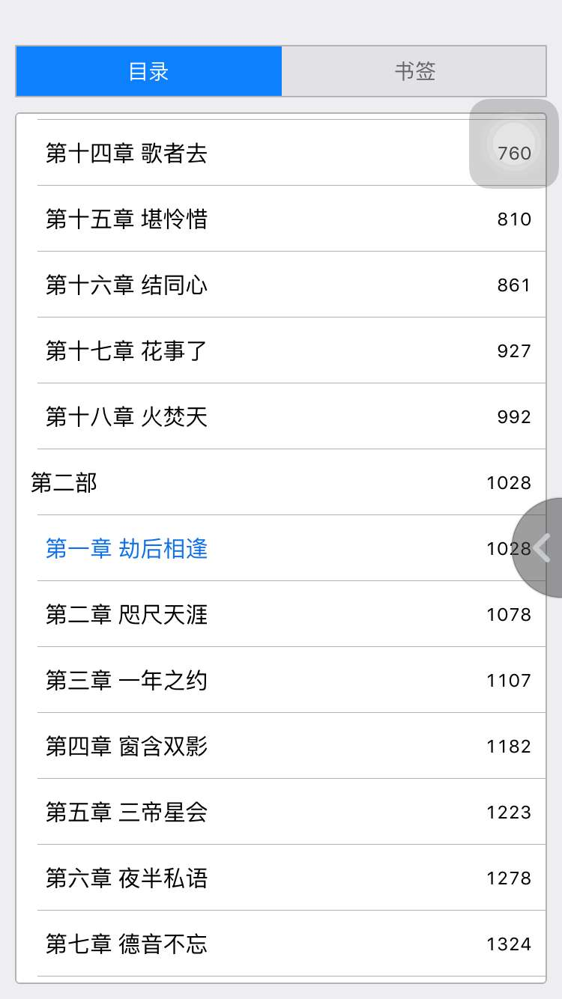 目录 书签
第十四章 歌者去 760
第十五章 堪怜惜 810
第十六章 结同心 861
第十七章 花事了 927
第十八章 火焚天 992
第二部 1028
第一章 劫后相逢 1028
第二章 咫尺天涯 1078
第三章 一年之约 1107
第四章 窗含双影 1182
第五章 三帝星会 1223
第六章 夜半私语 1278
第七章 德音不忘 1324